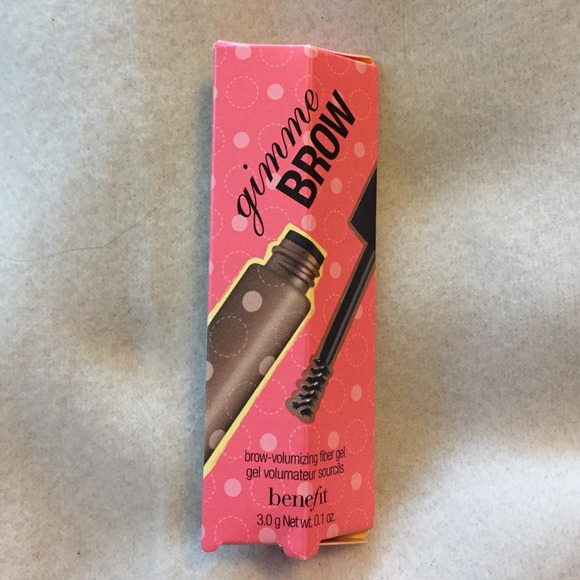 gimme
BROW
brow-volumizing fiber gel
gel volumateur sourcils
benefit
3.0 g Net wt. 0.1 oz.